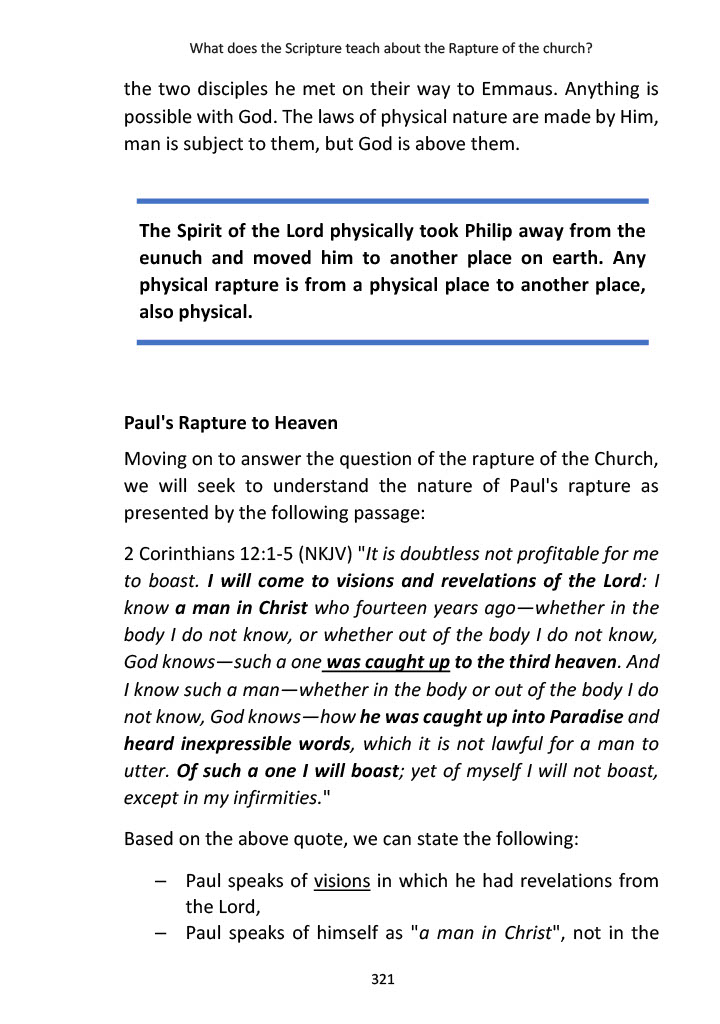 What does the Scripture teach about the Rapture of the church?
the two disciples he met on their way to Emmaus. Anything is
possible with God. The laws of physical nature are made by Him,
man is subject to them, but God is above them.
The Spirit of the Lord physically took Philip away from the
eunuch and moved him to another place on earth. Any
physical rapture is from a physical place to another place,
also physical.
Paul's Rapture to Heaven
Moving on to answer the question of the rapture of the Church,
we will seek to understand the nature of Paul's rapture as
presented by the following passage:
2 Corinthians 12:1-5 (NKJV) "It is doubtless not profitable for me
to boast. I will come to visions and revelations of the Lord: I
know a man in Christ who fourteen years ago—whether in the
body I do not know, or whether out of the body I do not know,
God knows—such a one was caught up to the third heaven. And
I know such a man—whether in the body or out of the body I do
not know, God knows—how he was caught up into Paradise and
heard inexpressible words, which it is not lawful for a man to
utter. Of such a one I will boast; yet of myself I will not boast,
except in my infirmities."
Based on the above quote, we can state the following:
– Paul speaks of visions in which he had revelations from
the Lord,
– Paul speaks of himself as "a man in Christ", not in the
321